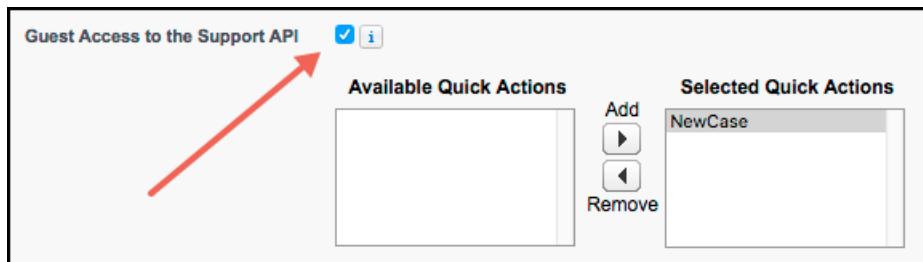 Guest Access to the Support API
i
Available Quick Actions
Selected Quick Actions
Add
NewCase
Remove